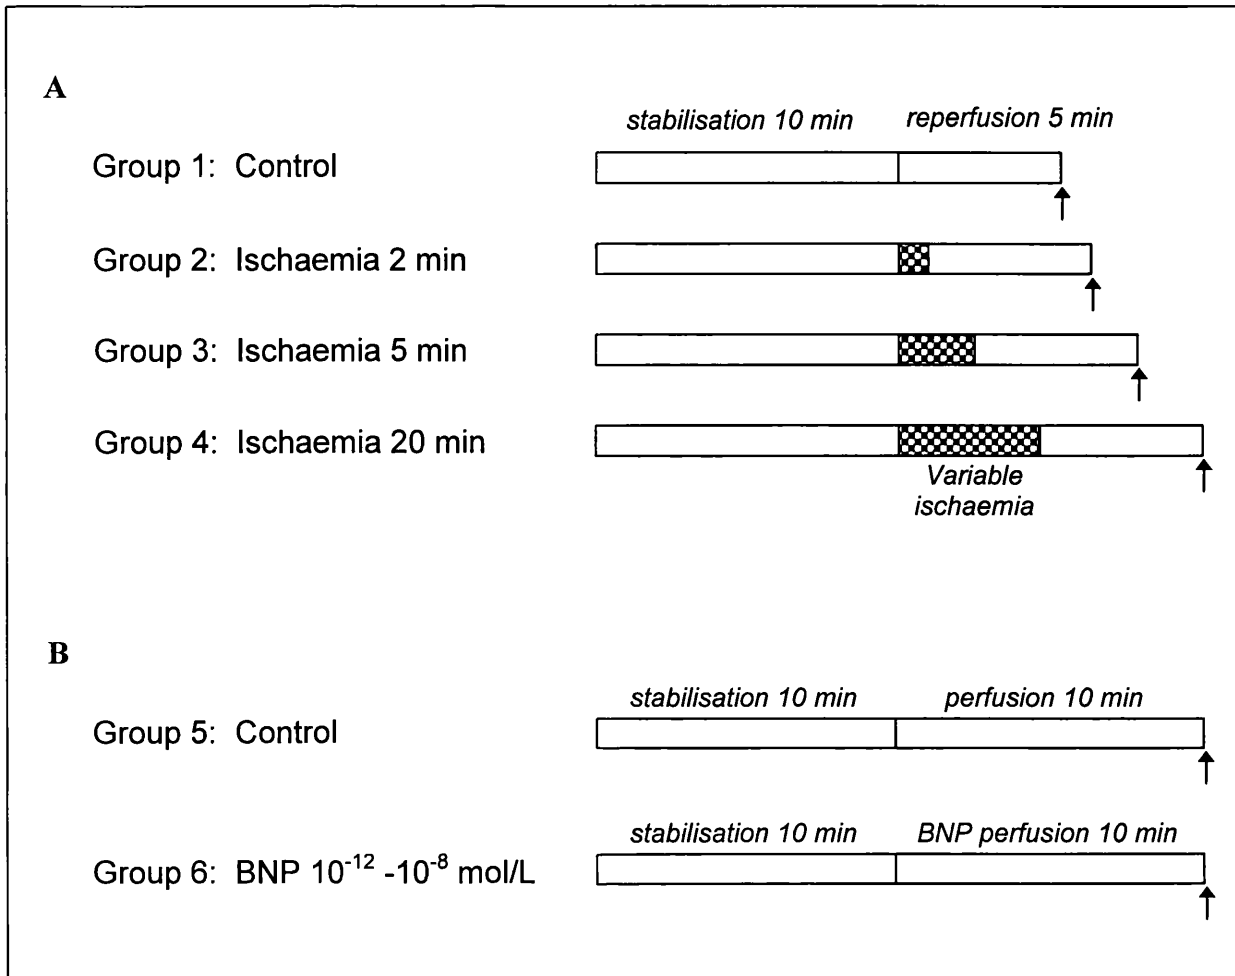 A
stabilisation 10 min reperfusion 5 min
Group 1: Control
Group 2: Ischaemia 2 min
Group 3: Ischaemia 5 min
Group 4: Ischaemia 20 min
Variable
ischaemia
B
stabilisation 10 min perfusion 10 min
Group 5: Control
stabilisation 10 min BNP perfusion 10 min
Group 6: BNP 10⁻¹² -10⁻⁸ mol/L